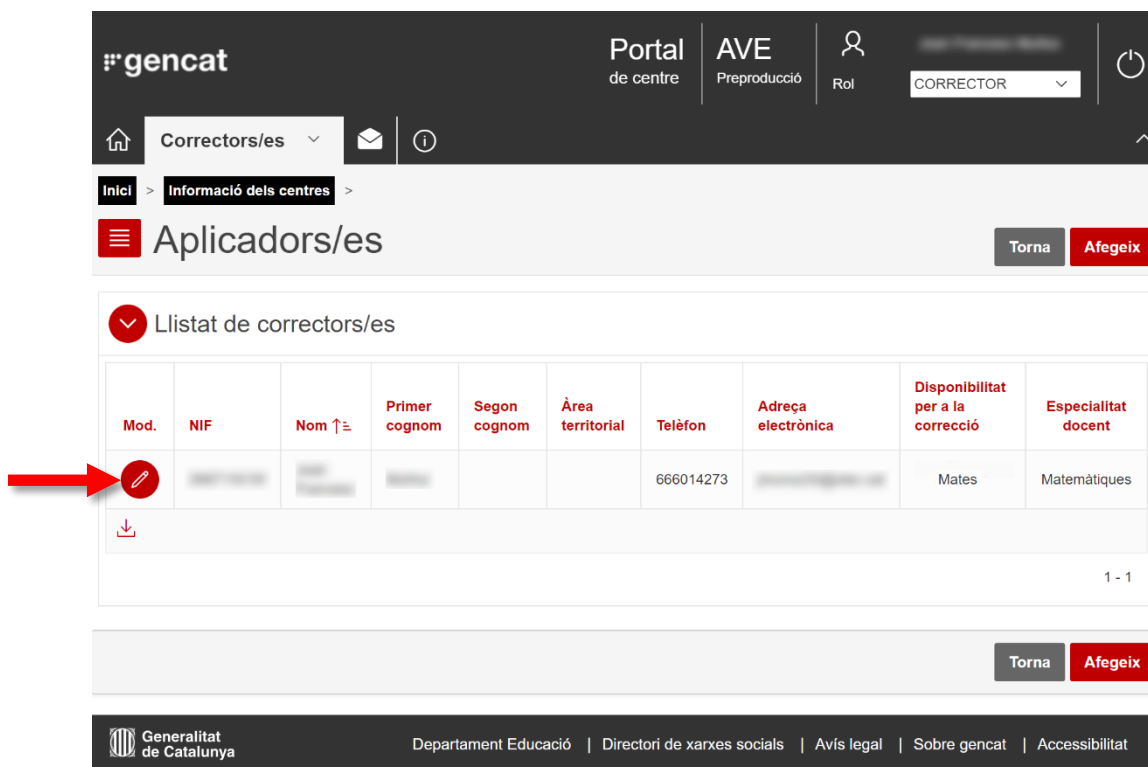 gencat
Portal
de centre
AVE
Preproducció
Rol
CORRECTOR
Correctors/es
Inici > Informació dels centres >
Aplicadors/es
Torna Afegeix
Llistat de correctors/es
Mod. NIF Nom Primer cognom Segon cognom Àrea territorial Telèfon Adreça electrònica Disponibilitat per a la correcció Especialitat docent
666014273 Mates Matemàtiques
1 - 1
Torna Afegeix
Generalitat
de Catalunya
Departament Educació | Directori de xarxes socials | Avís legal | Sobre gencat | Accessibilitat